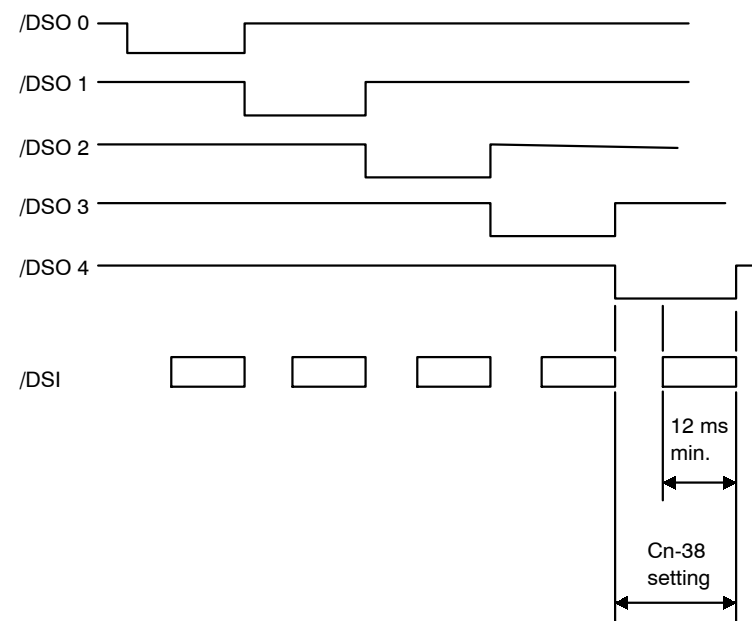 /DSO 0
/DSO 1
/DSO 2
/DSO 3
/DSO 4
/DSI
12 ms
min.
Cn-38
setting